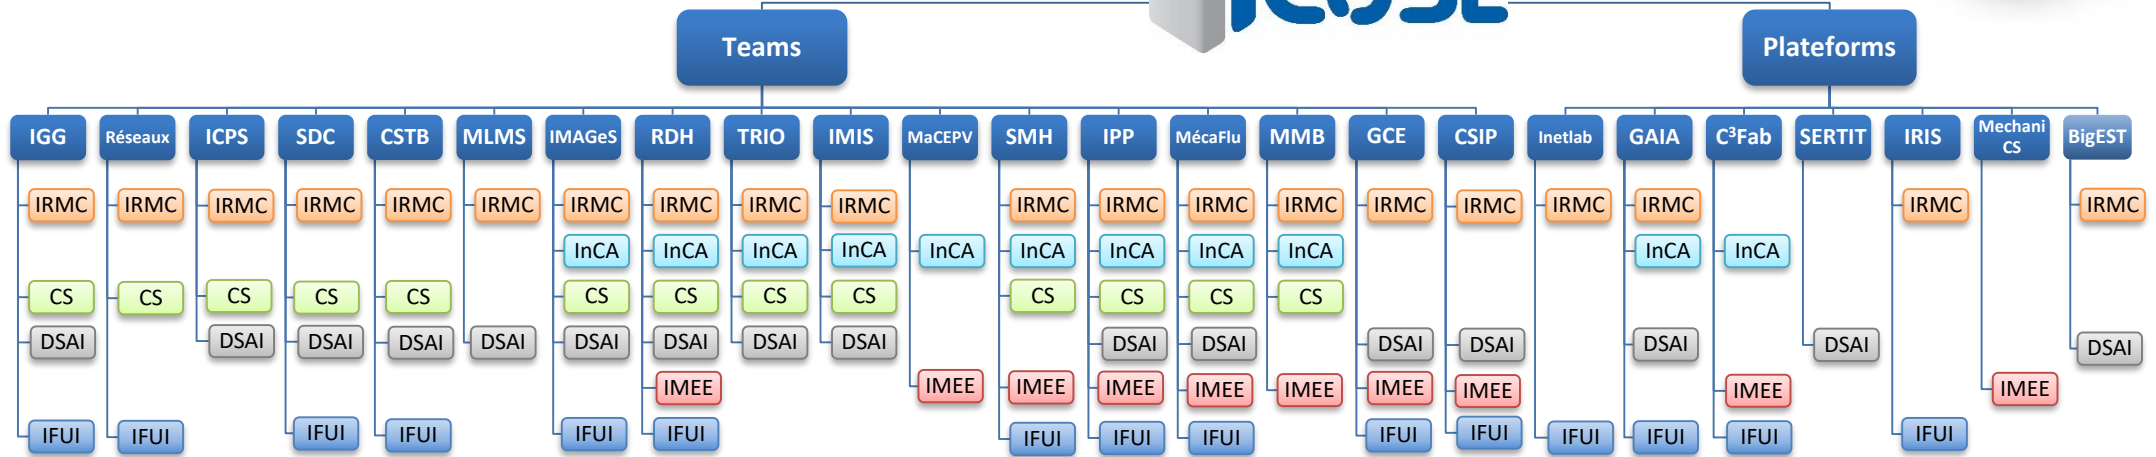 Teams
Plateforms
IGG Réseaux ICPS SDC CSTB MLMS IMAGeS RDH TRIO IMIS MaCEPV SMH IPP MécaFlu MMB GCE CSIP Inetlab GAIA C³Fab SERTIT IRIS Mechani BigEST
CS
IRMC IRMC IRMC IRMC IRMC IRMC IRMC IRMC IRMC IRMC IRMC IRMC IRMC IRMC IRMC IRMC IRMC IRMC IRMC IRMC
InCA InCA InCA InCA InCA InCA InCA InCA InCA InCA InCA
CS CS CS CS CS CS CS CS CS CS CS CS CS
DSAI DSAI DSAI DSAI DSAI DSAI DSAI DSAI DSAI DSAI DSAI DSAI DSAI DSAI DSAI DSAI
IMEE IMEE IMEE IMEE IMEE IMEE IMEE IMEE IMEE IMEE
IFUI IFUI IFUI IFUI IFUI IFUI IFUI IFUI IFUI IFUI IFUI IFUI IFUI IFUI IFUI